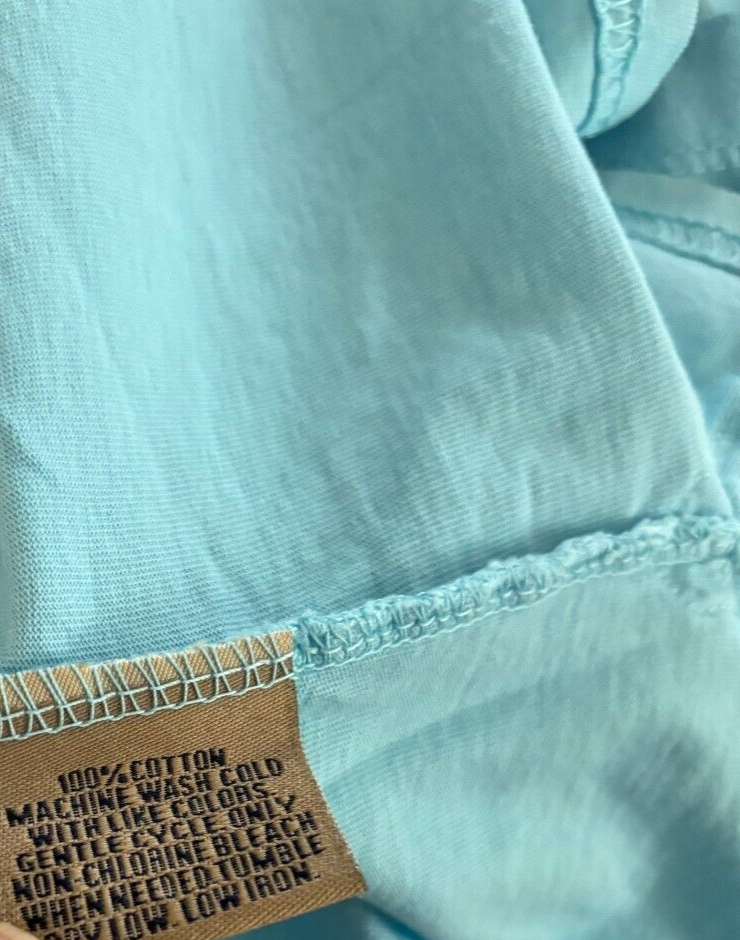 100% COTTON
MACHINE WASH COLD
WITH LIKE COLORS
GENTLE CYCLE ONLY
NON-CHLORINE BLEACH
WHEN NEEDED TUMBLE
DRY LOW. LOW IRON.